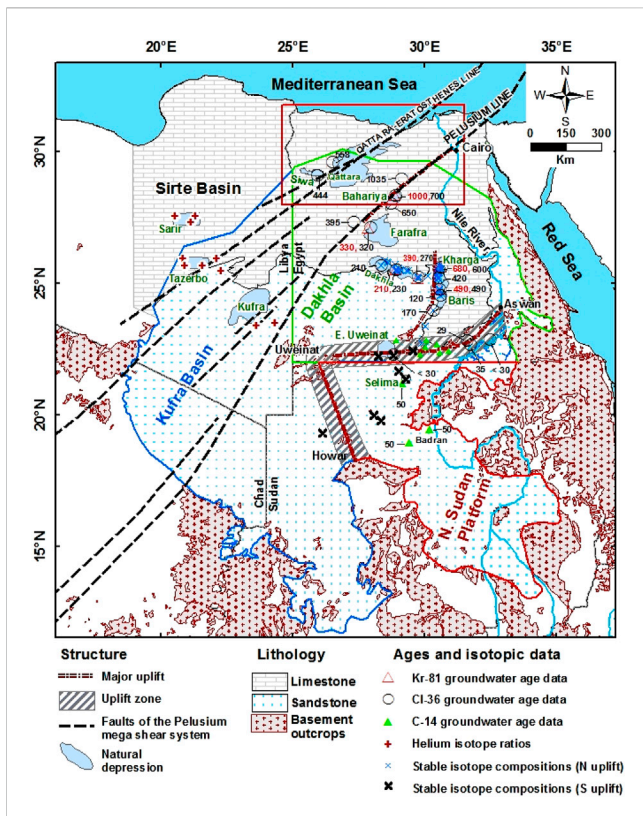 20°E
25°E
30°E
35°E
Mediterranean Sea
N
W
E
S
0
150
300
Km
QATTARA-ERATOSTHENES LINE
PELUSIUM LINE
30°N
25°N
20°N
15°N
Cairo
558
Siwa
Qattara
444
1035
Bahariya
1000,
700
650
Sirte Basin
Sarir
395
Farafra
330,
320
Nile River
Red Sea
Libya
Egypt
Tazerbo
210
Dakhla
390,
270
Kharga
680,
600
420
210,
230
490,
490
120
Baris
170
Kufra
Dakhla
Basin
Aswan
29
E. Uweinat
Uweinat
35
< 30
< 30
Selima
50
Kufra Basin
50
50
Badran
Howar
Chad
Sudan
N. Sudan
Platform
Structure
Major uplift
Uplift zone
Faults of the Pelusium
mega shear system
Natural
depression
Lithology
Limestone
Sandstone
Basement
outcrops
Ages and isotopic data
Kr-81 groundwater age data
Cl-36 groundwater age data
C-14 groundwater age data
Helium isotope ratios
Stable isotope compositions (N uplift)
Stable isotope compositions (S uplift)